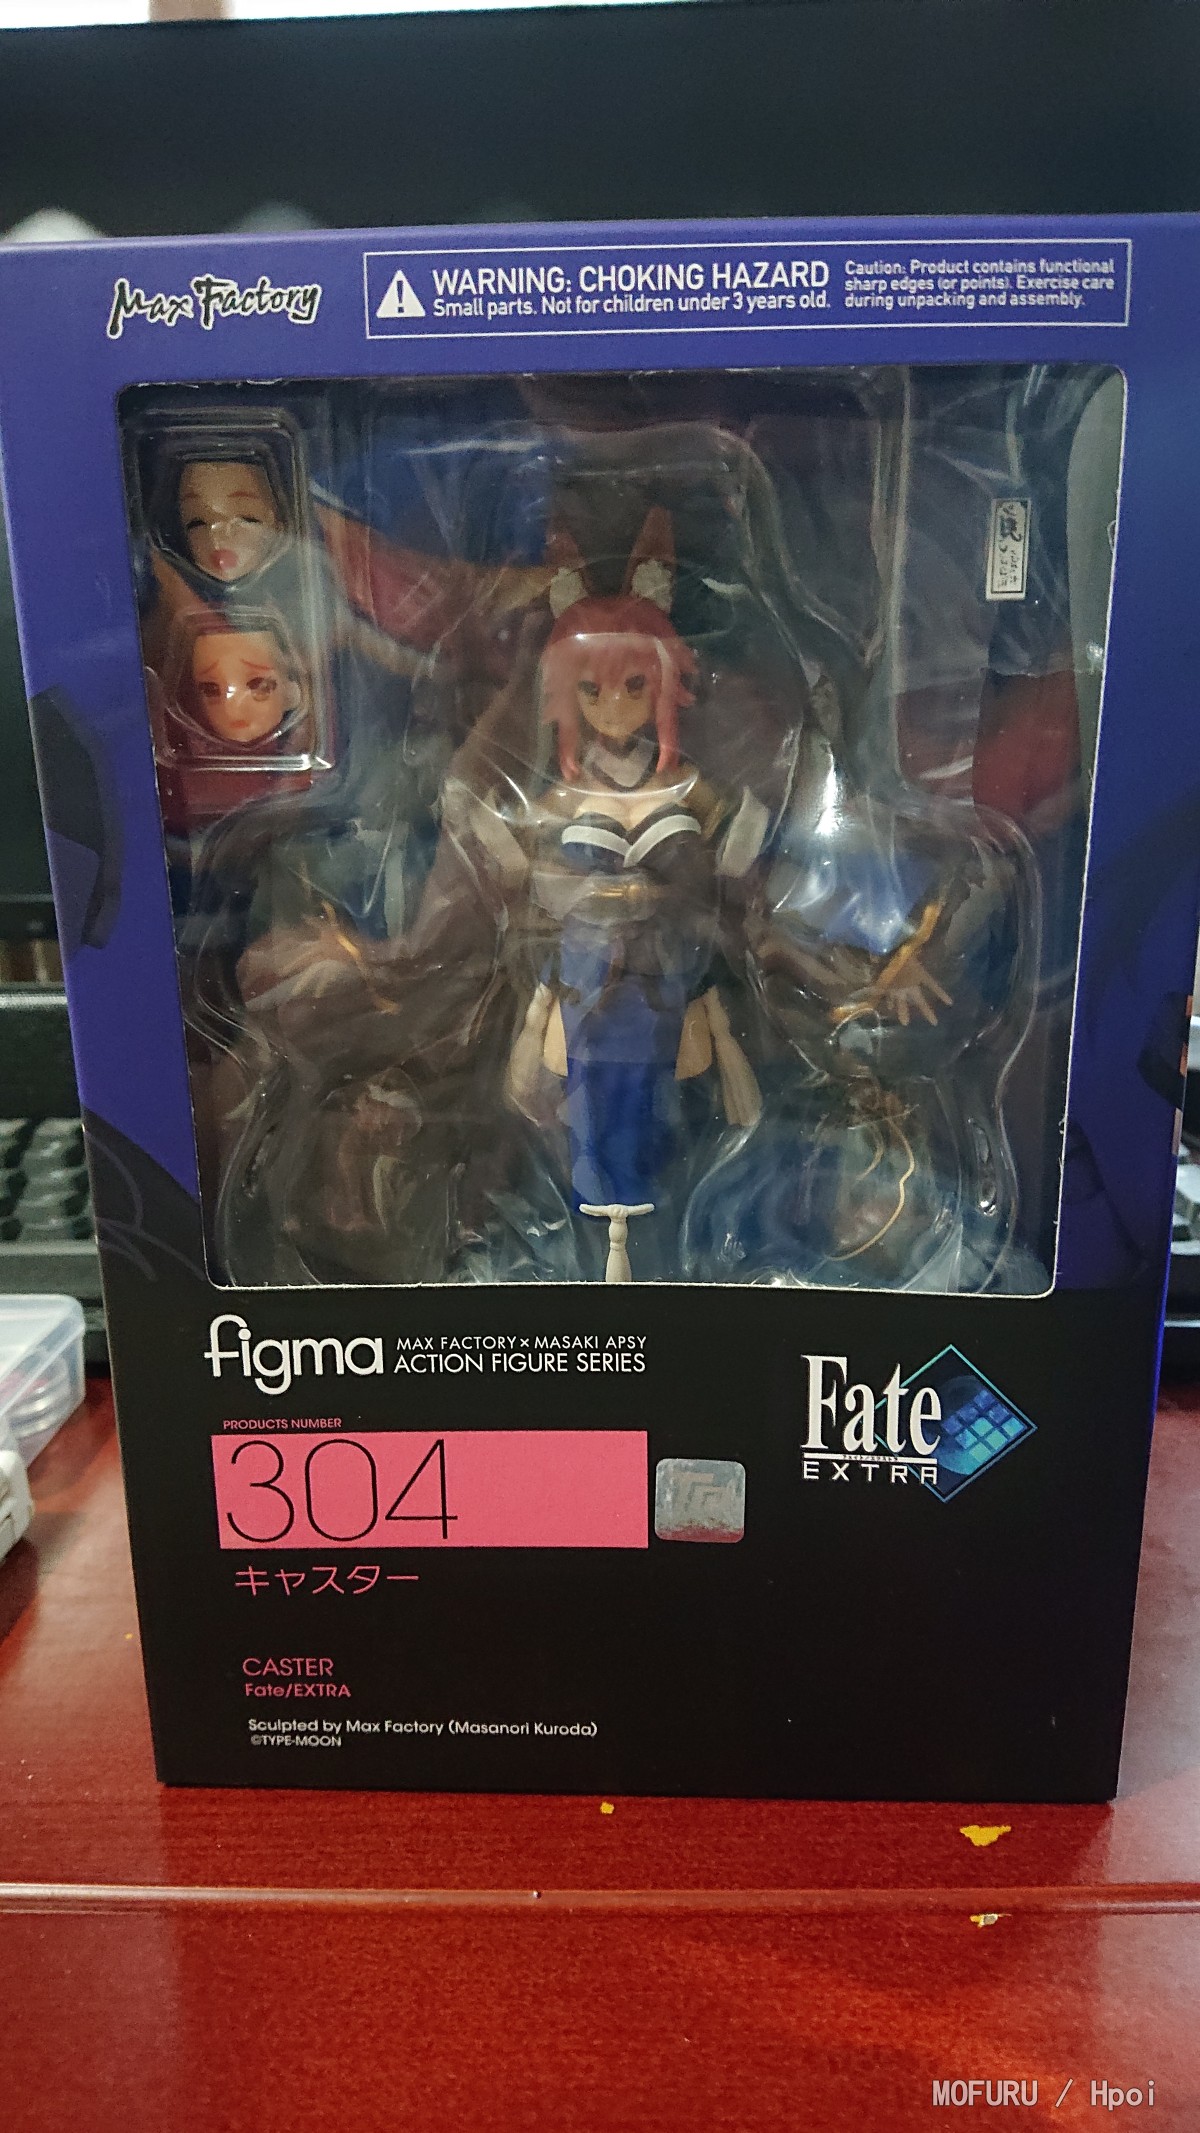 Max Factory
WARNING: CHOKING HAZARD
Small parts. Not for children under 3 years old.
Caution: Product contains functional
sharp edges (or points). Exercise care
during unpacking and assembly.
figma
MAX FACTORY × MASAKI APSY
ACTION FIGURE SERIES
PRODUCTS NUMBER
304
キャスター
Fate
EXTRA
CASTER
Fate/EXTRA
Sculpted by Max Factory (Masanori Kuroda)
©TYPE-MOON
MOFURU / Hpoi